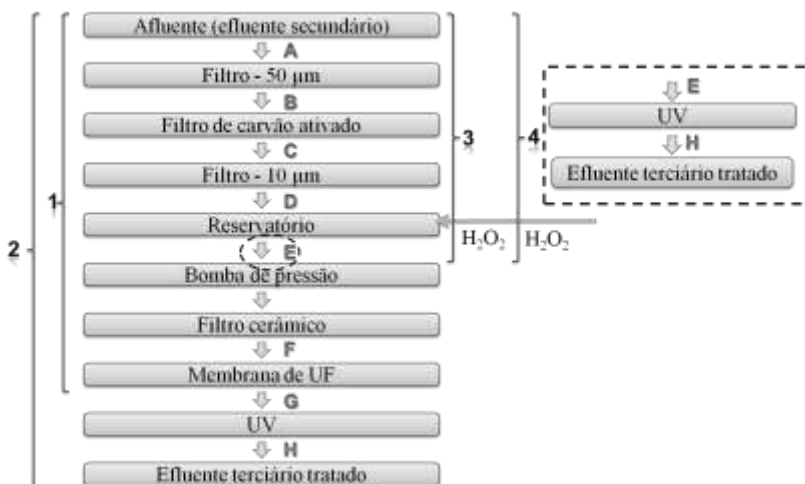 Afluente (efluente secundário)
A
Filtro - 50 µm
B
Filtro de carvão ativado
C
Filtro - 10 µm
D
Reservatório
E
Bomba de pressão
Filtro cerâmico
F
Membrana de UF
G
UV
H
Efluente terciário tratado
1
2
3
4
H₂O₂
H₂O₂
E
UV
H
Efluente terciário tratado